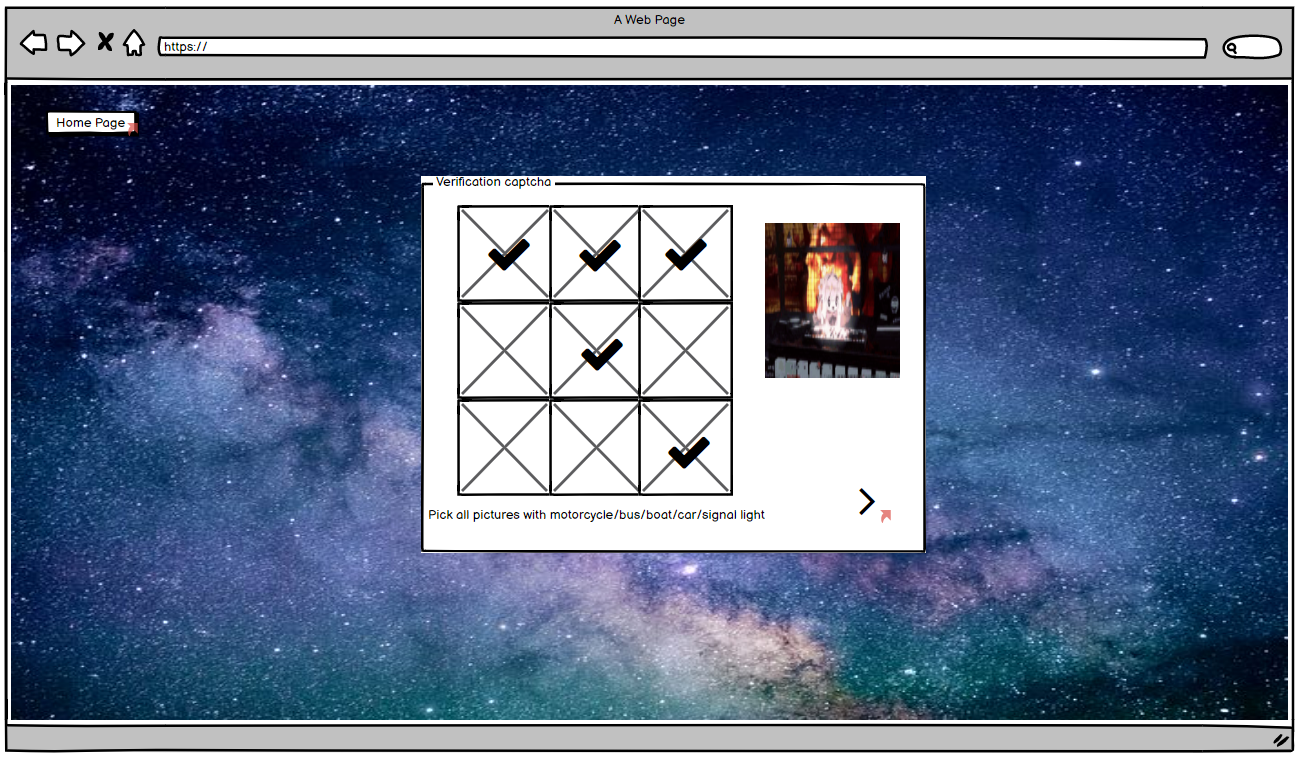 A Web Page
https://
Home Page
Verification captcha
Pick all pictures with motorcycle/bus/boat/car/signal light